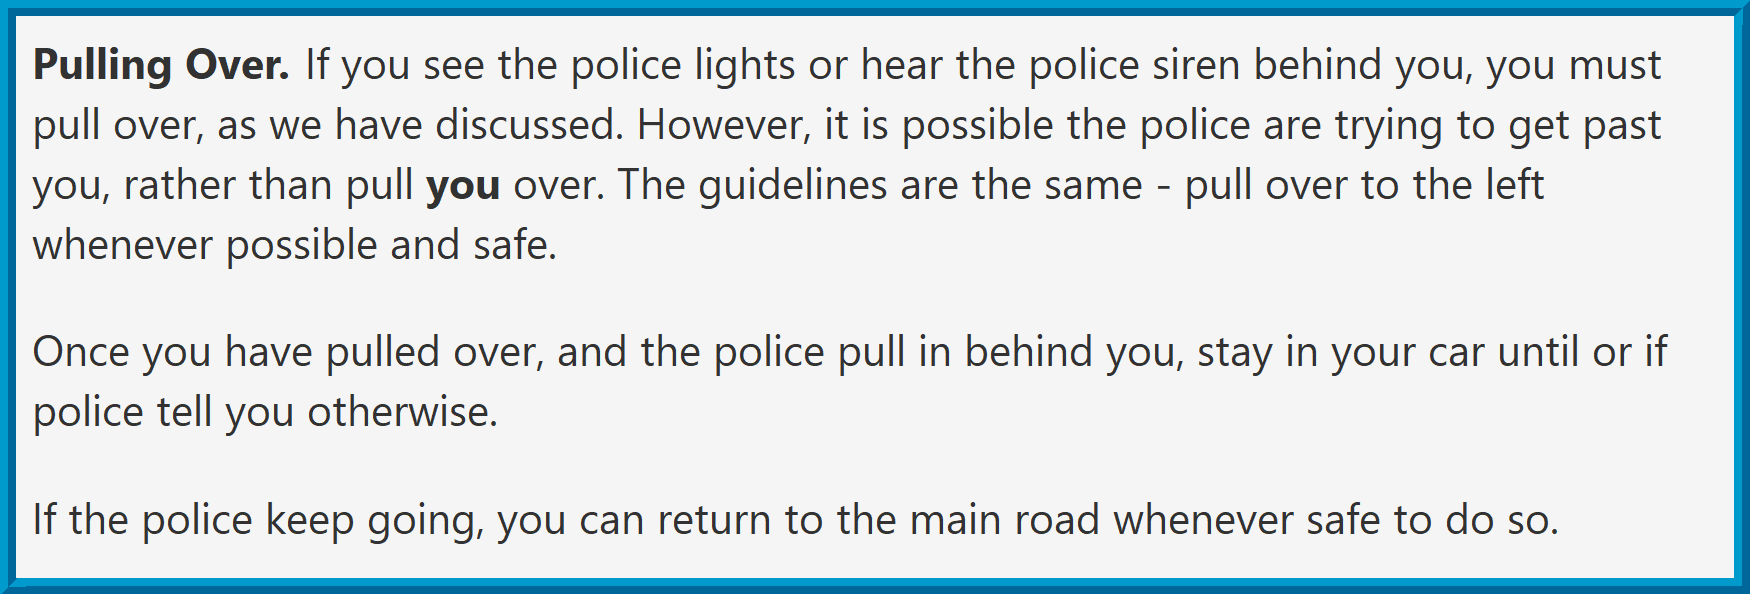 Pulling Over. If you see the police lights or hear the police siren behind you, you must
pull over, as we have discussed. However, it is possible the police are trying to get past
you, rather than pull you over. The guidelines are the same - pull over to the left
whenever possible and safe.
Once you have pulled over, and the police pull in behind you, stay in your car until or if
police tell you otherwise.
If the police keep going, you can return to the main road whenever safe to do so.